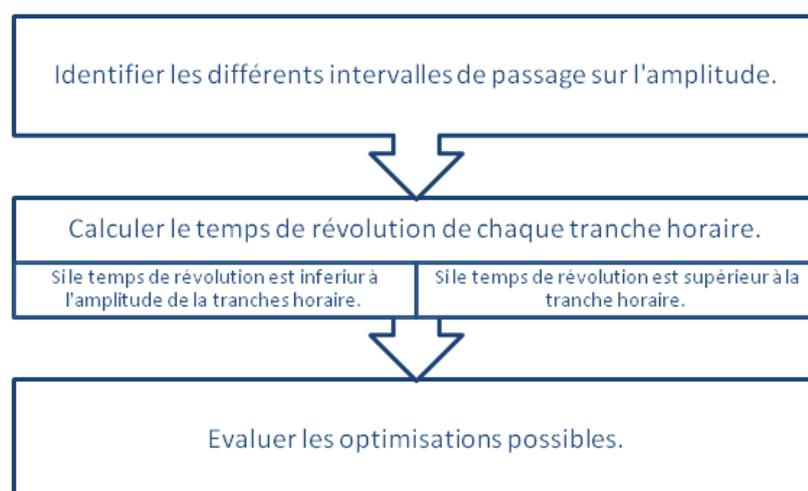 Identifier les différents intervalles de passage sur l'amplitude.
Calculer le temps de révolution de chaque tranche horaire.
Si le temps de révolution est inferiur à
l'amplitude de la tranches horaire.
Si le temps de révolution est supérieur à la
tranche horaire.
Evaluer les optimisations possibles.